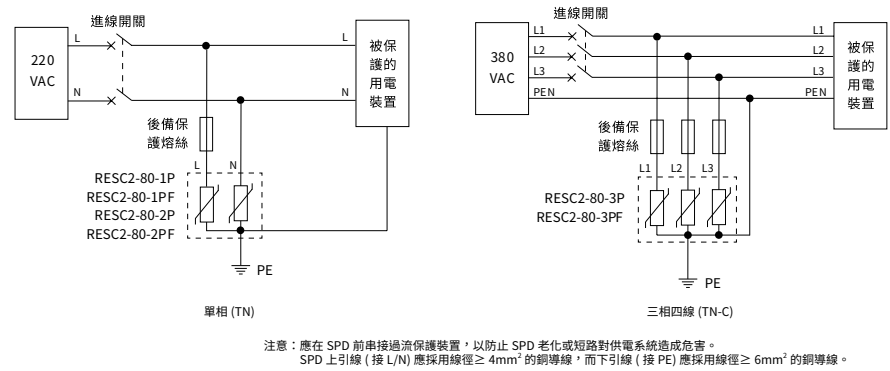 進線開關
220
VAC
L
N
L
N
被保
護的
用電
裝置
後備保
護熔絲
L
N
RESC2-80-1P
RESC2-80-1PF
RESC2-80-2P
RESC2-80-2PF
PE
單相 (TN)
進線開關
380
VAC
L1
L2
L3
PEN
L1
L2
L3
PEN
被保
護的
用電
裝置
後備保
護熔絲
L1
L2
L3
RESC2-80-3P
RESC2-80-3PF
PE
三相四線 (TN-C)
注意：應在 SPD 前串接過流保護裝置，以防止 SPD 老化或短路對供電系統造成危害。
SPD 上引線 ( 接 L/N) 應採用線徑≥ 4mm² 的銅導線，而下引線 ( 接 PE) 應採用線徑≥ 6mm² 的銅導線。